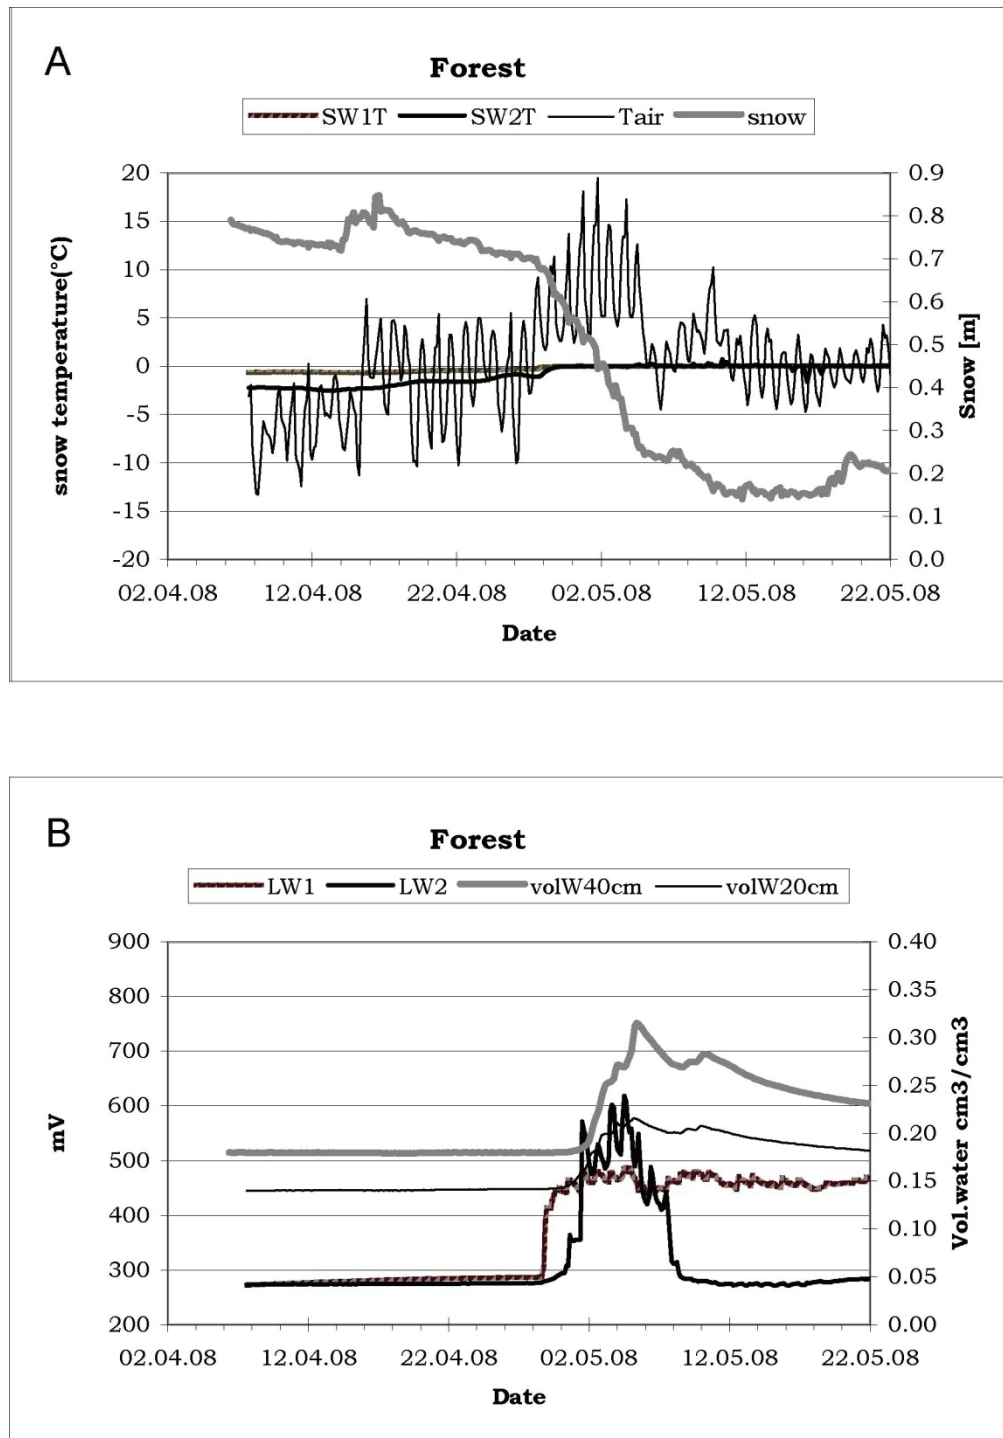 A
Forest
SW1T SW2T Tair snow
20
15
10
5
0
-5
-10
-15
-20
snow temperature(°C)
0.9
0.8
0.7
0.6
0.5
0.4
0.3
0.2
0.1
0.0
Snow [m]
02.04.08 12.04.08 22.04.08 02.05.08 12.05.08 22.05.08
Date
B
Forest
LW1 LW2 volW40cm volW20cm
900
800
700
600
500
400
300
200
mV
0.40
0.35
0.30
0.25
0.20
0.15
0.10
0.05
0.00
Vol.water cm3/cm3
02.04.08 12.04.08 22.04.08 02.05.08 12.05.08 22.05.08
Date